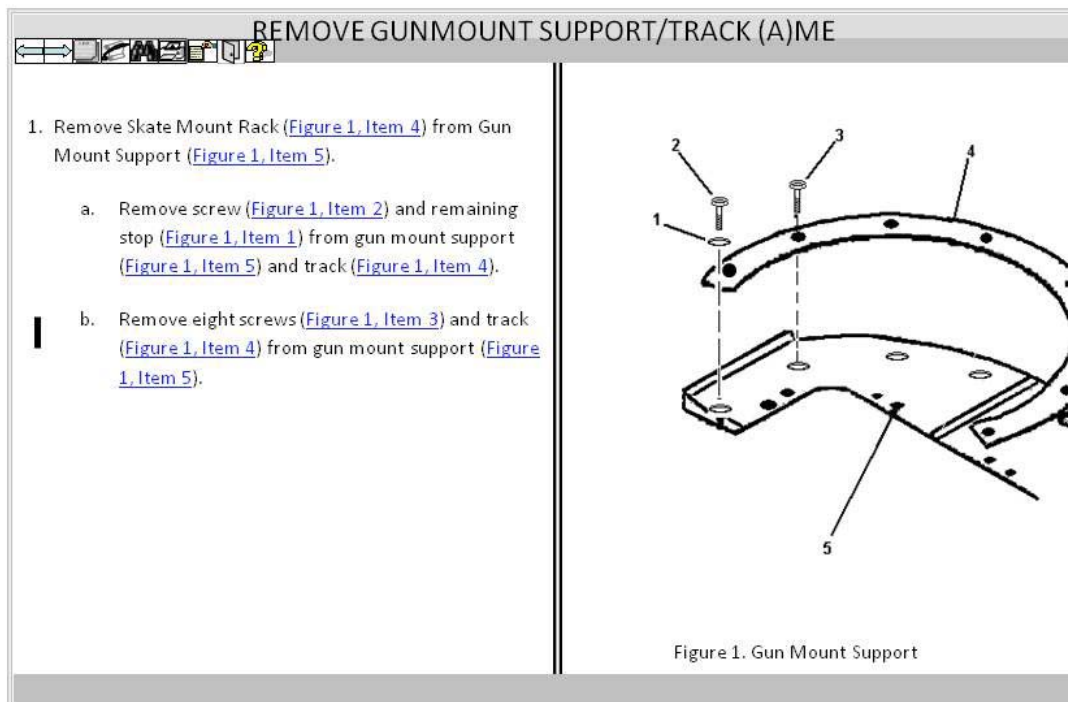 REMOVE GUNMOUNT SUPPORT/TRACK (A)ME
1. Remove Skate Mount Rack (Figure 1, Item 4) from Gun
Mount Support (Figure 1, Item 5).
a. Remove screw (Figure 1, Item 2) and remaining
stop (Figure 1, Item 1) from gun mount support
(Figure 1, Item 5) and track (Figure 1, Item 4).
b. Remove eight screws (Figure 1, Item 3) and track
(Figure 1, Item 4) from gun mount support (Figure
1, Item 5).
2
3
4
1
5
Figure 1. Gun Mount Support